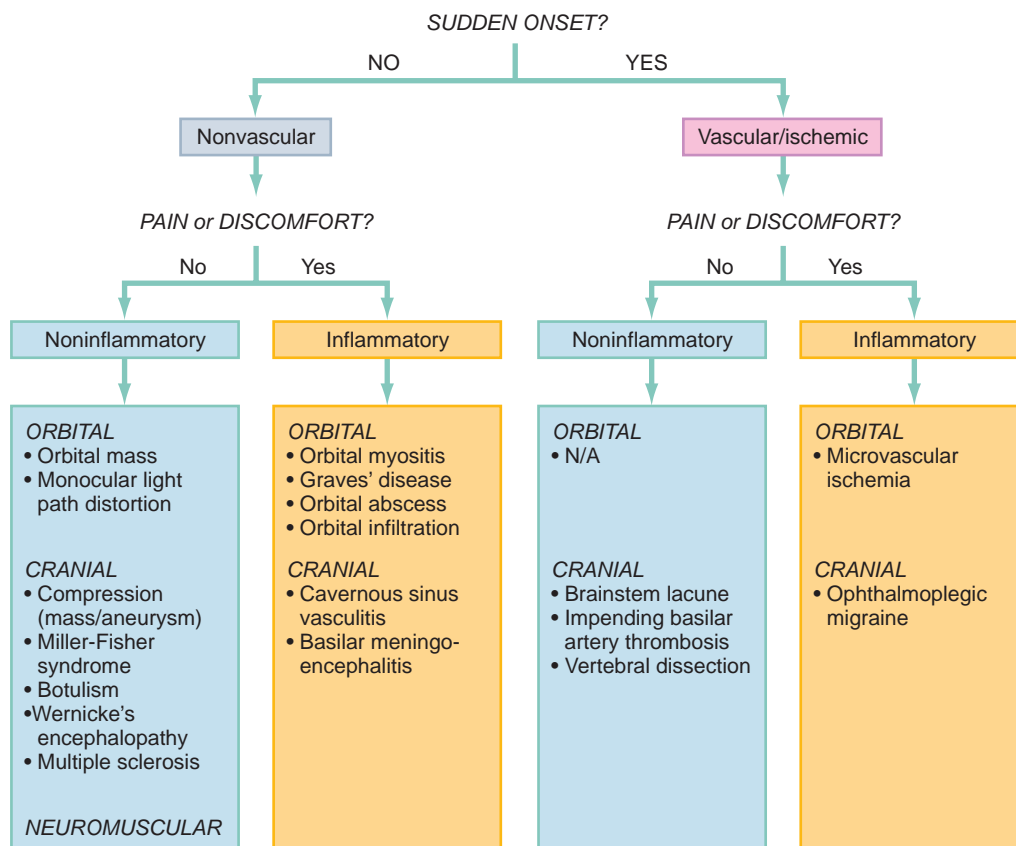 SUDDEN ONSET?
NO
YES
Nonvascular
Vascular/ischemic
PAIN or DISCOMFORT?
PAIN or DISCOMFORT?
No
Yes
No
Yes
Noninflammatory
Inflammatory
Noninflammatory
Inflammatory
ORBITAL
• Orbital mass
• Monocular light
path distortion
CRANIAL
• Compression
(mass/aneurysm)
• Miller-Fisher
syndrome
• Botulism
•Wernicke's
encephalopathy
• Multiple sclerosis
NEUROMUSCULAR
ORBITAL
• Orbital myositis
• Graves' disease
• Orbital abscess
• Orbital infiltration
CRANIAL
• Cavernous sinus
vasculitis
• Basilar meningo-
encephalitis
ORBITAL
• N/A
CRANIAL
• Brainstem lacune
• Impending basilar
artery thrombosis
• Vertebral dissection
ORBITAL
• Microvascular
ischemia
CRANIAL
• Ophthalmoplegic
migraine